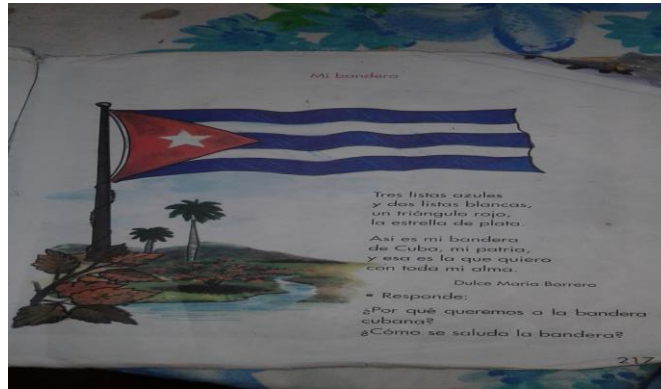 Mi bandera
Tres listas azules
y dos listas blancas,
un triángulo rojo,
la estrella de plata.
Así es mi bandera
de Cuba, mi patria,
y esa es la que quiero
con toda mi alma.
Dulce María Borrero
• Responde:
¿Por qué queremos a la bandera
cubana?
¿Cómo se saluda la bandera?
217